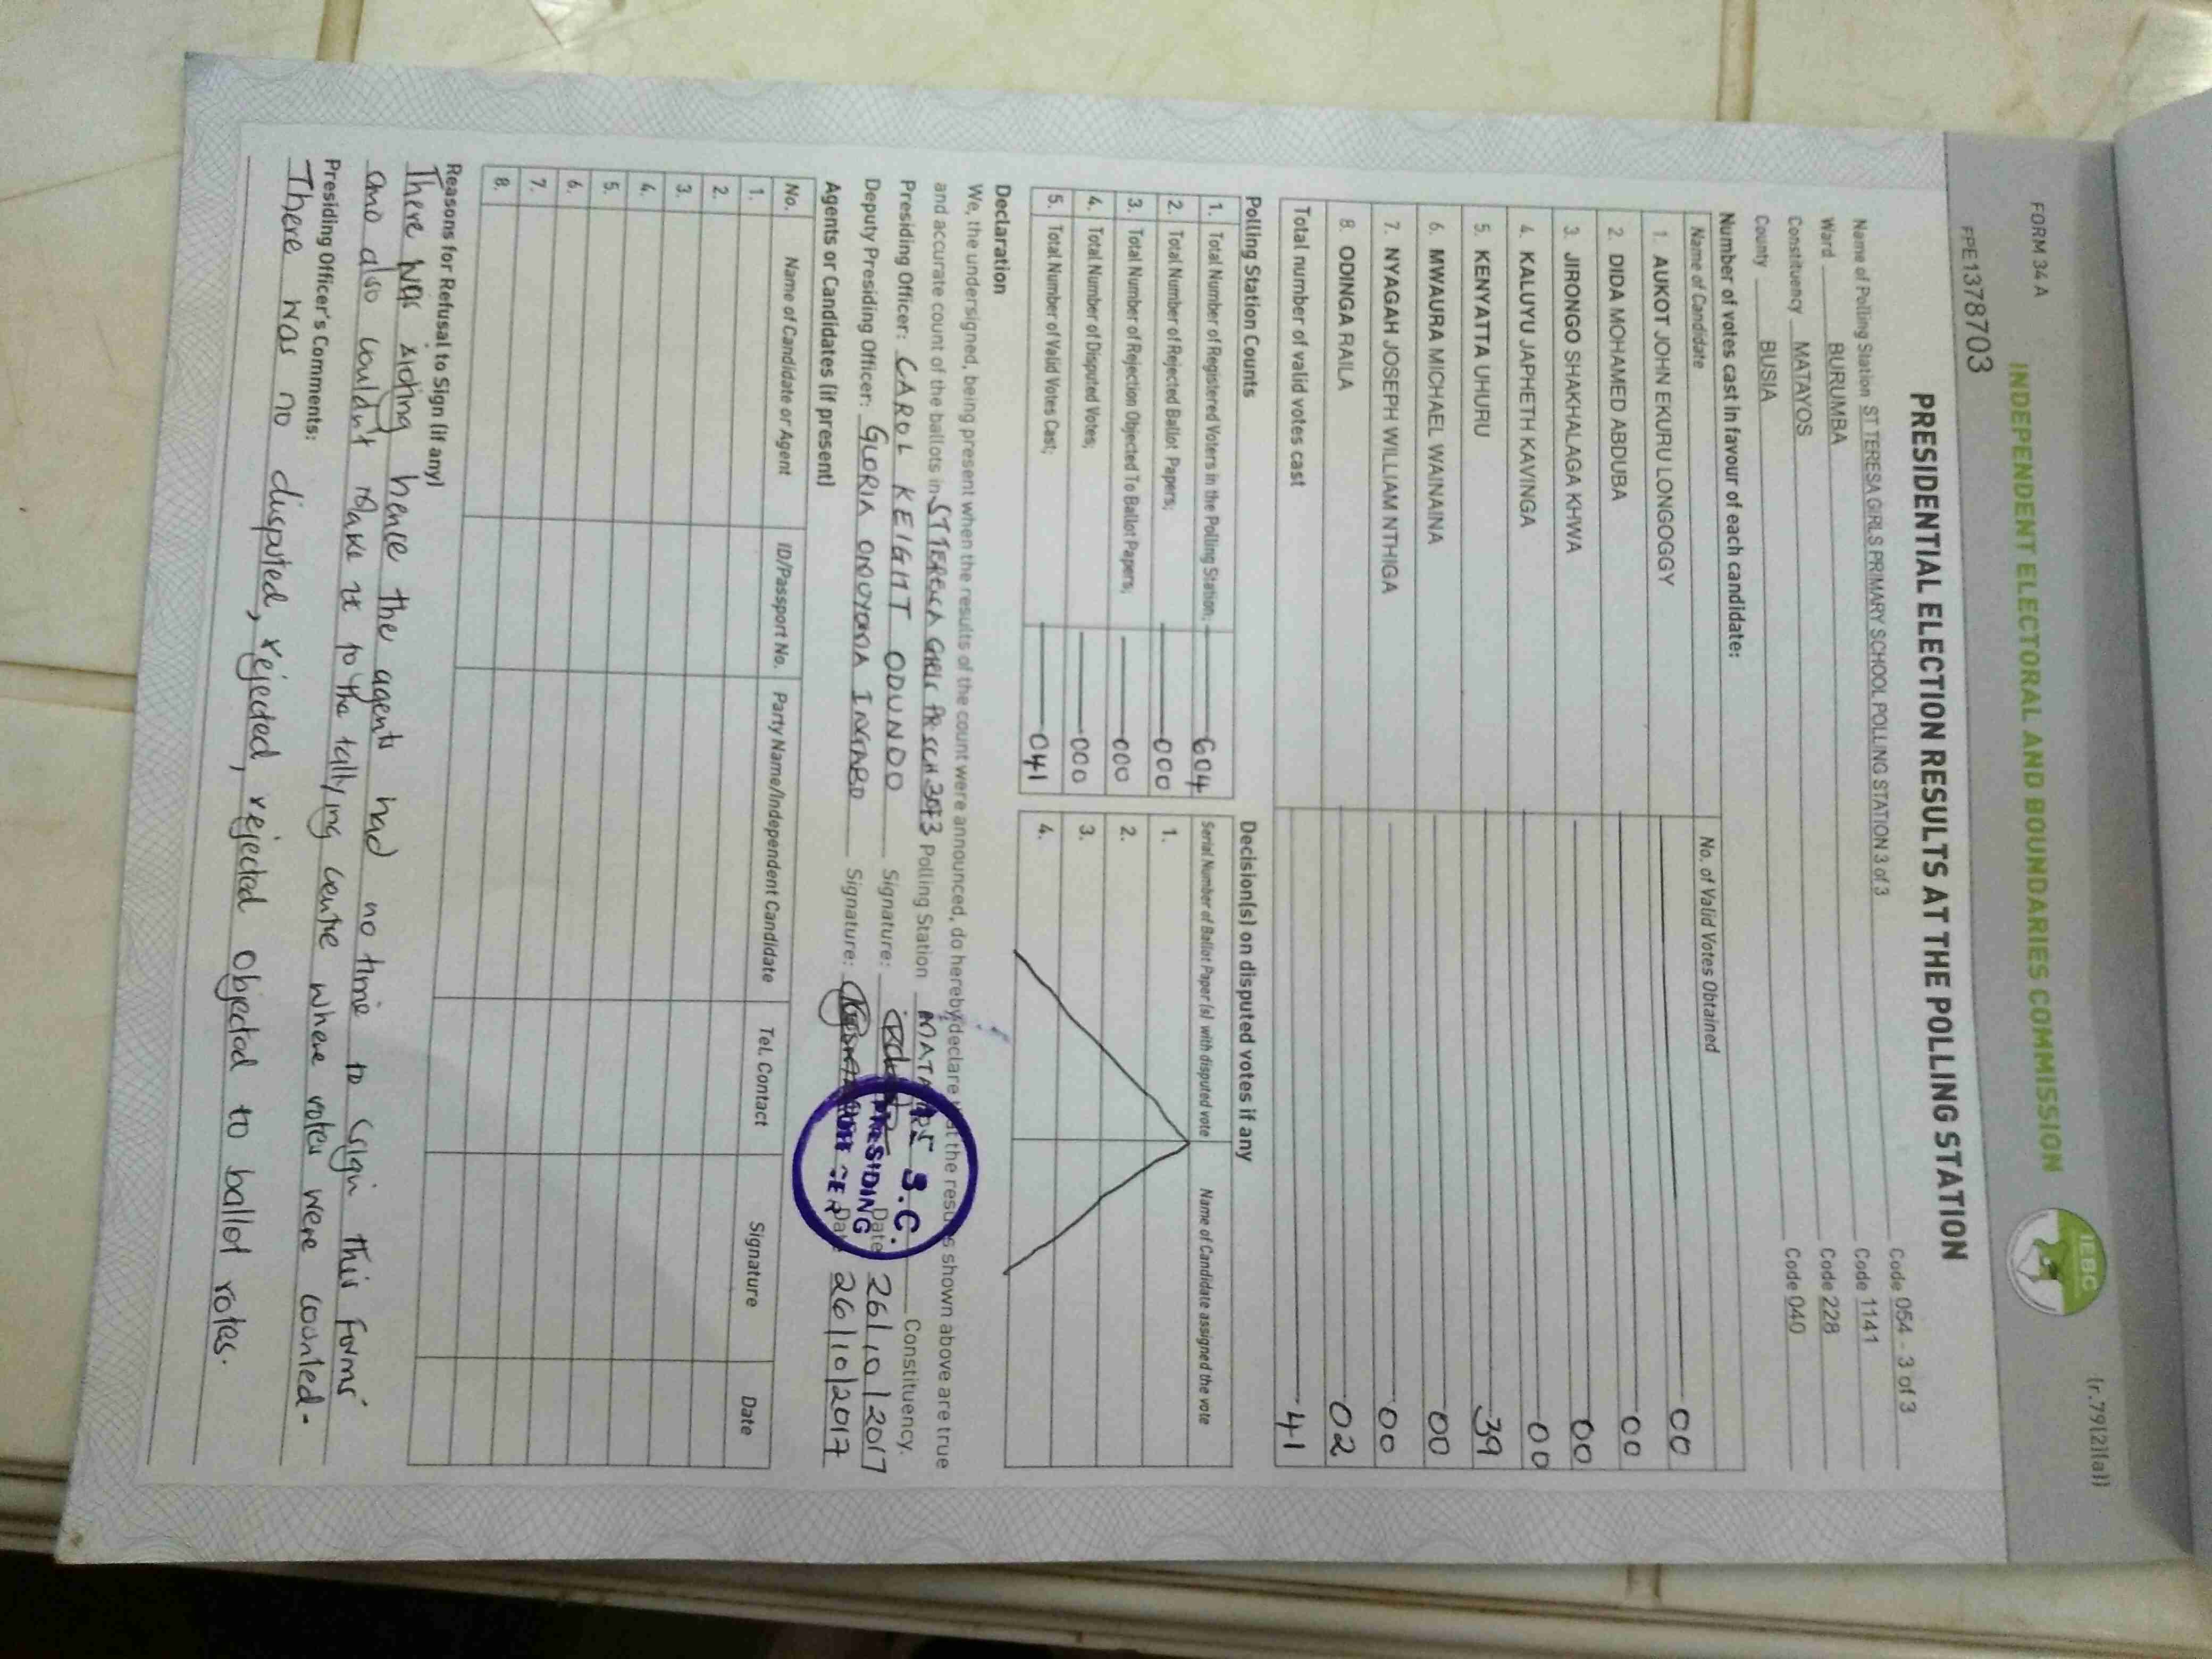 FORM 34 A
(r.79(2)(a))
INDEPENDENT ELECTORAL AND BOUNDARIES COMMISSION
IEBC
FPE1378703
PRESIDENTIAL ELECTION RESULTS AT THE POLLING STATION
Name of Polling Station ST TERESA GIRLS PRIMARY SCHOOL POLLING STATION 3 of 3 Code 054 - 3 of 3
Ward BURUMBA Code 1141
Constituency MATAYOS Code 228
County BUSIA Code 040
Number of votes cast in favour of each candidate:
Name of Candidate No. of Valid Votes Obtained
1. AUKOT JOHN EKURU LONGOGGY 00
2. DIDA MOHAMED ABDUBA 00
3. JIRONGO SHAKHALAGA KHWA 00
4. KALUYU JAPHETH KAVINGA 00
5. KENYATTA UHURU 39
6. MWAURA MICHAEL WAINAINA 00
7. NYAGAH JOSEPH WILLIAM NTHIGA 00
8. ODINGA RAILA 02
Total number of valid votes cast 41
Polling Station Counts
1. Total Number of Registered Voters in the Polling Station; 604
2. Total Number of Rejected Ballot Papers; 000
3. Total Number of Rejection Objected To Ballot Papers; 000
4. Total Number of Disputed Votes; 000
5. Total Number of Valid Votes Cast; 041
Decision(s) on disputed votes if any
Serial Number of Ballot Paper (s) with disputed vote Name of Candidate assigned the vote
1.
2.
3.
4.
Declaration
We, the undersigned, being present when the results of the count were announced, do hereby declare that the results shown above are true
and accurate count of the ballots in ST TERESA GIRLS PR SCH 3 OF 3 Polling Station MATAYOS Constituency.
Presiding Officer: CAROL KEIGHT ODUNDO Signature: Date 26/10/2017
Deputy Presiding Officer: GLORIA INGABO Signature: Date 26/10/2017
PRESIDING
Agents or Candidates (if present)
No. Name of Candidate or Agent ID/Passport No. Party Name/Independent Candidate Tel. Contact Signature Date
1.
2.
3.
4.
5.
6.
7.
8.
Reasons for Refusal to Sign (if any)
There was rioting hence the agents had no time to sign this forms
and also couldn't make it to the tallying centre where votes were counted.
Presiding Officer's Comments:
There was no disputed, rejected, rejected objected to ballot votes.